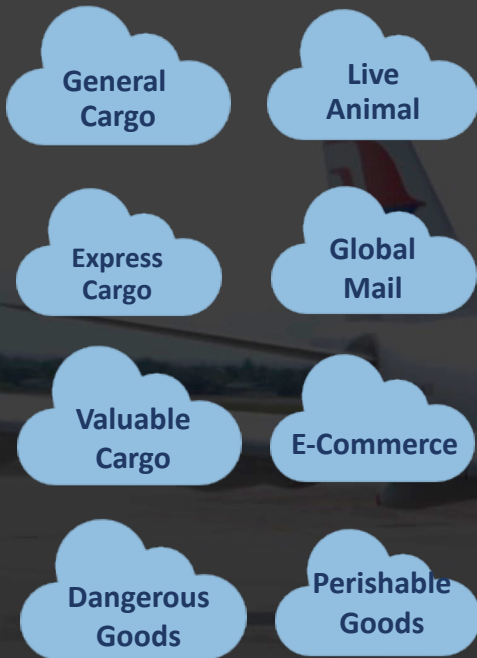 General
Cargo
Live
Animal
Express
Cargo
Global
Mail
Valuable
Cargo
E-Commerce
Dangerous
Goods
Perishable
Goods